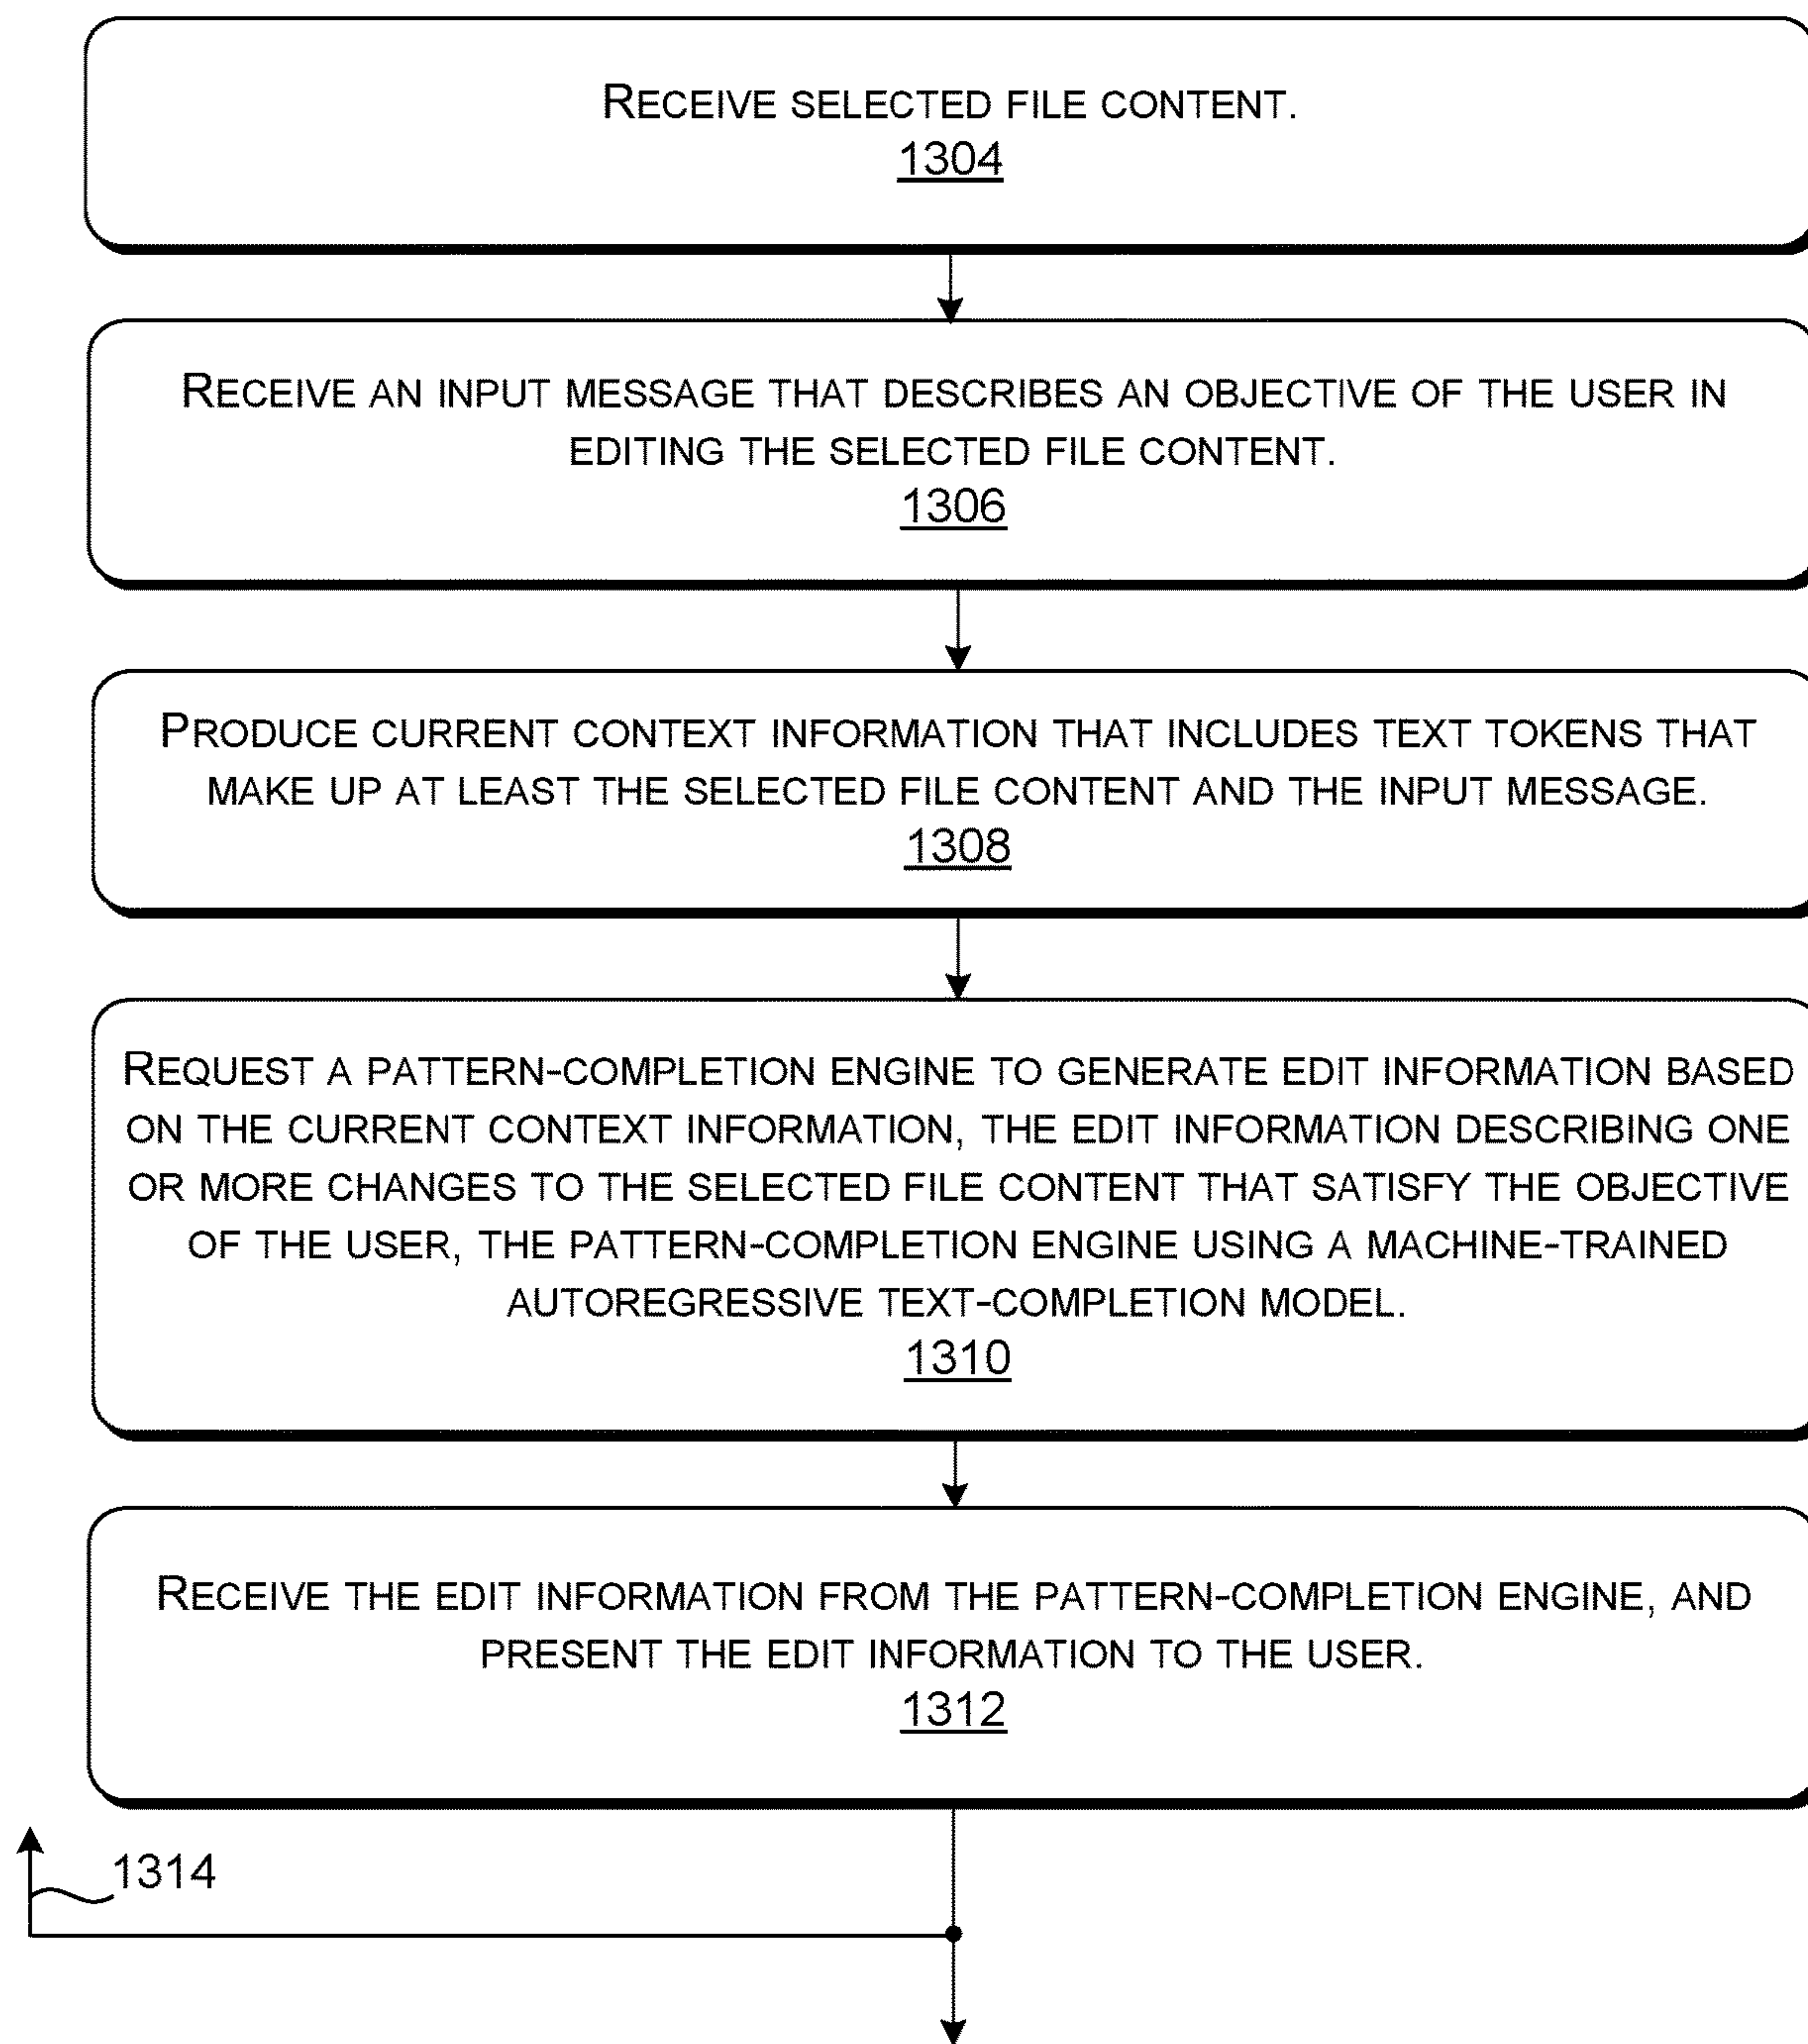 RECEIVE SELECTED FILE CONTENT.
1304
RECEIVE AN INPUT MESSAGE THAT DESCRIBES AN OBJECTIVE OF THE USER IN
EDITING THE SELECTED FILE CONTENT.
1306
PRODUCE CURRENT CONTEXT INFORMATION THAT INCLUDES TEXT TOKENS THAT
MAKE UP AT LEAST THE SELECTED FILE CONTENT AND THE INPUT MESSAGE.
1308
REQUEST A PATTERN-COMPLETION ENGINE TO GENERATE EDIT INFORMATION BASED
ON THE CURRENT CONTEXT INFORMATION, THE EDIT INFORMATION DESCRIBING ONE
OR MORE CHANGES TO THE SELECTED FILE CONTENT THAT SATISFY THE OBJECTIVE
OF THE USER, THE PATTERN-COMPLETION ENGINE USING A MACHINE-TRAINED
AUTOREGRESSIVE TEXT-COMPLETION MODEL.
1310
RECEIVE THE EDIT INFORMATION FROM THE PATTERN-COMPLETION ENGINE, AND
PRESENT THE EDIT INFORMATION TO THE USER.
1312
1314